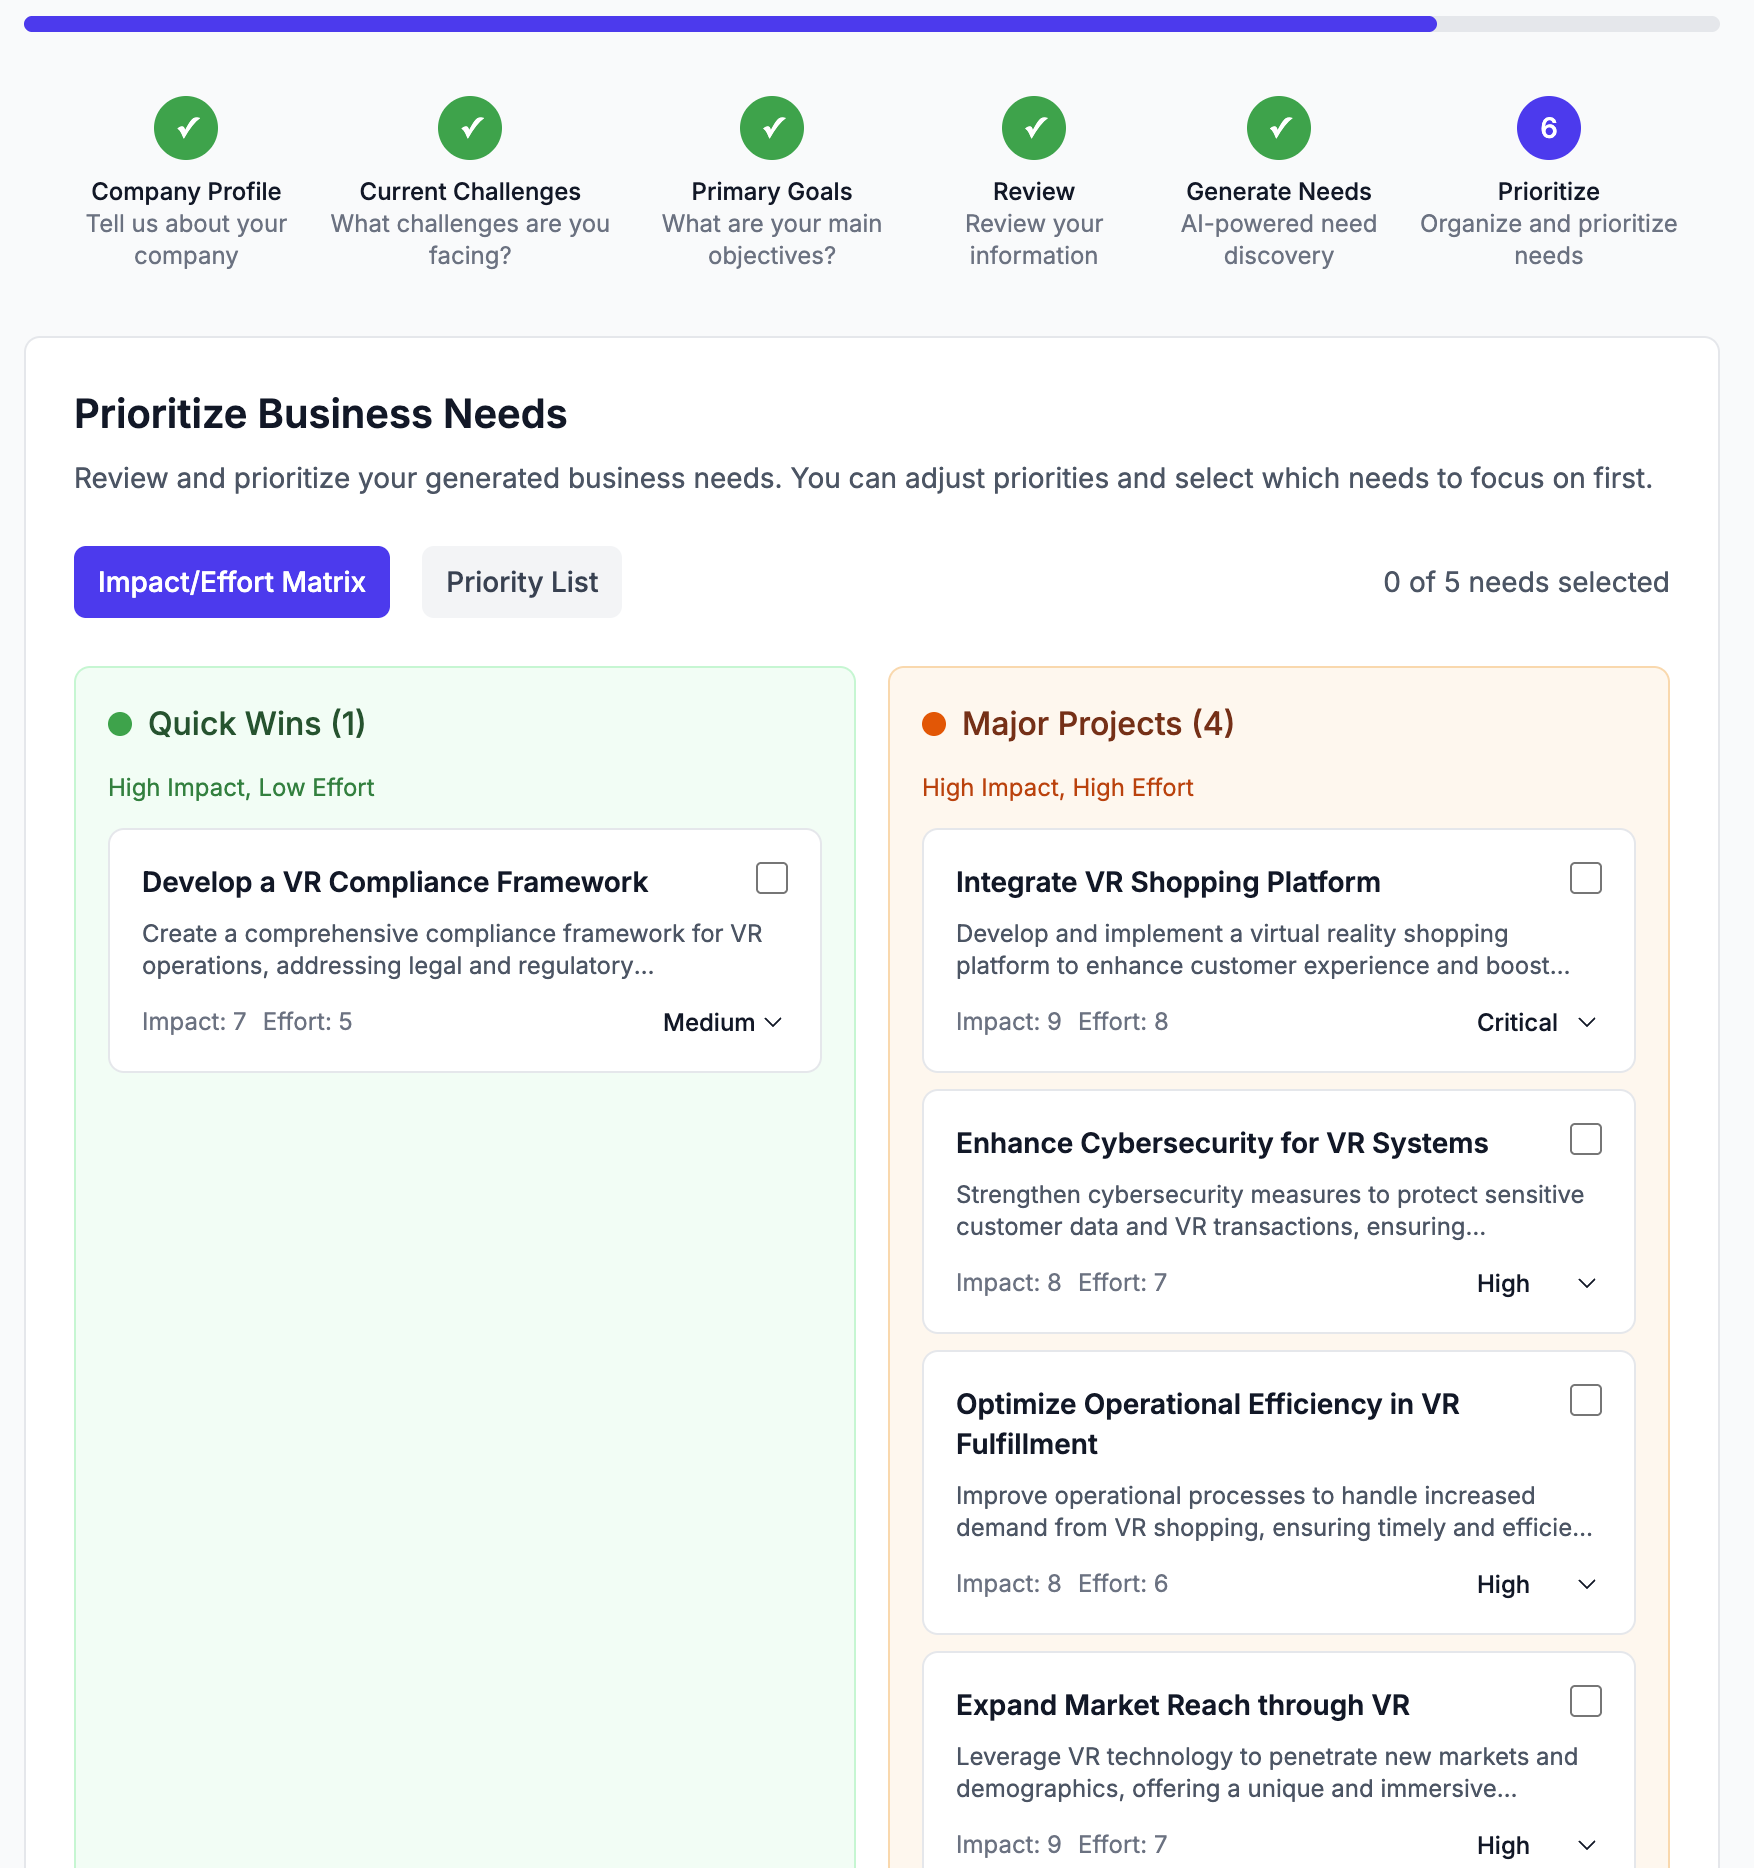 Company Profile
Tell us about your
company
Current Challenges
What challenges are you
facing?
Primary Goals
What are your main
objectives?
Review
Review your
information
Generate Needs
AI-powered need
discovery
6
Prioritize
Organize and prioritize
needs
Prioritize Business Needs
Review and prioritize your generated business needs. You can adjust priorities and select which needs to focus on first.
Impact/Effort Matrix
Priority List
0 of 5 needs selected
Quick Wins (1)
High Impact, Low Effort
Develop a VR Compliance Framework
Create a comprehensive compliance framework for VR
operations, addressing legal and regulatory...
Impact: 7 Effort: 5
Medium
Major Projects (4)
High Impact, High Effort
Integrate VR Shopping Platform
Develop and implement a virtual reality shopping
platform to enhance customer experience and boost...
Impact: 9 Effort: 8
Critical
Enhance Cybersecurity for VR Systems
Strengthen cybersecurity measures to protect sensitive
customer data and VR transactions, ensuring...
Impact: 8 Effort: 7
High
Optimize Operational Efficiency in VR
Fulfillment
Improve operational processes to handle increased
demand from VR shopping, ensuring timely and efficie...
Impact: 8 Effort: 6
High
Expand Market Reach through VR
Leverage VR technology to penetrate new markets and
demographics, offering a unique and immersive...
Impact: 9 Effort: 7
High